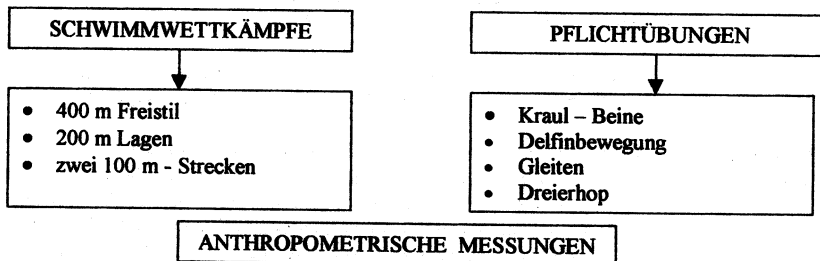 SCHWIMMWETTKÄMPFE
• 400 m Freistil
• 200 m Lagen
• zwei 100 m - Strecken
PFLICHTÜBUNGEN
• Kraul – Beine
• Delfinbewegung
• Gleiten
• Dreierhop
ANTHROPOMETRISCHE MESSUNGEN